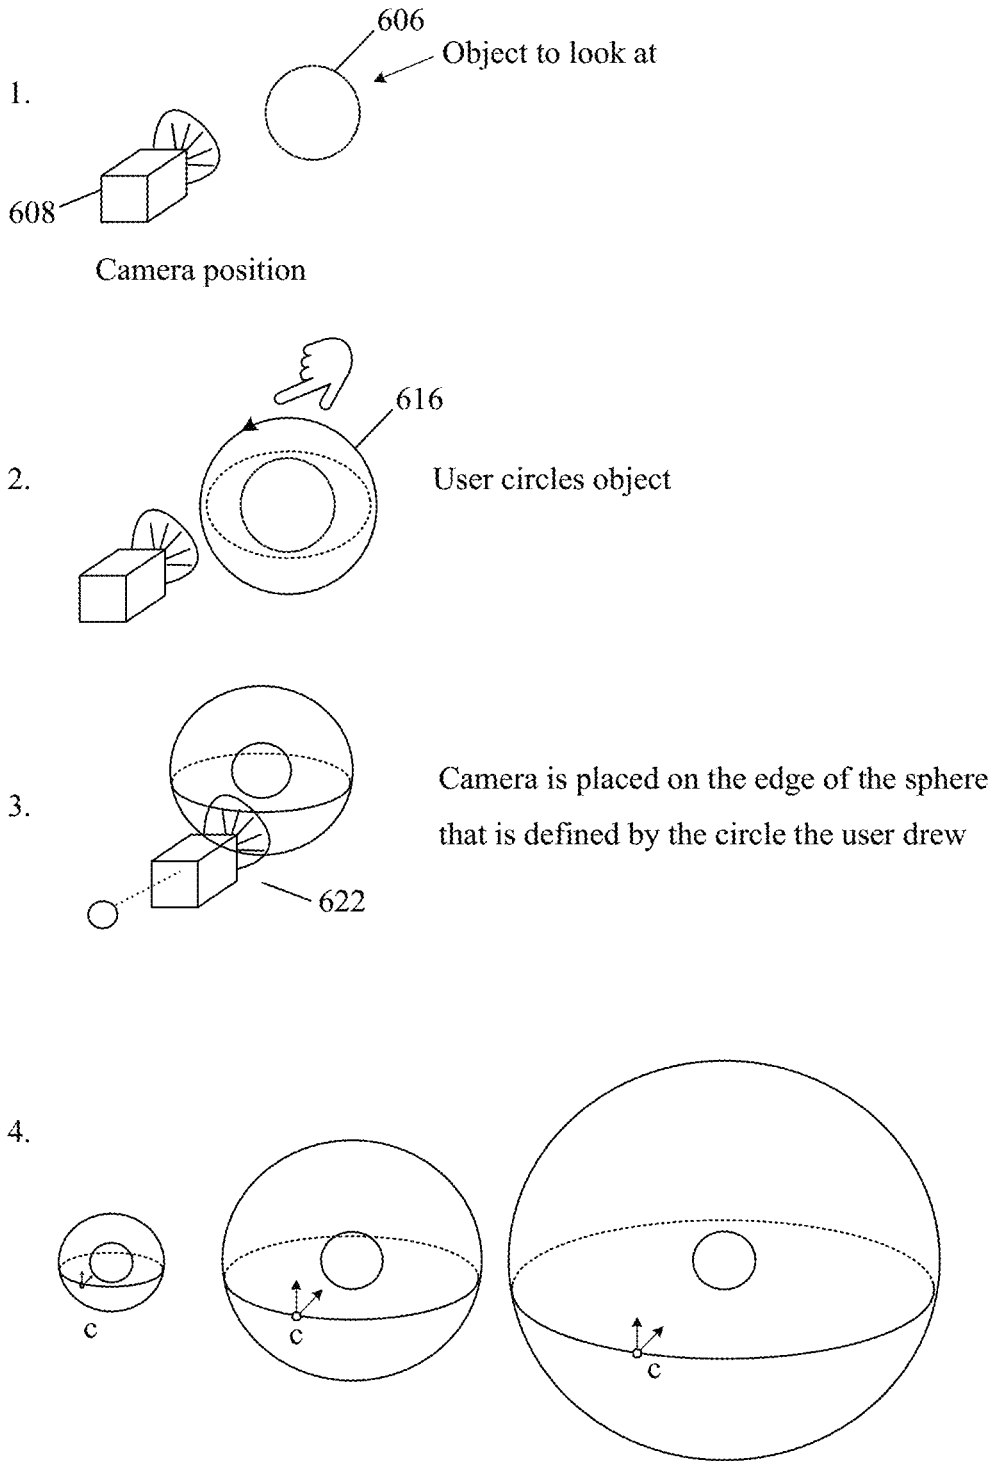 606
Object to look at
1.
608
Camera position
616
2.
User circles object
3.
Camera is placed on the edge of the sphere
that is defined by the circle the user drew
622
4.
c
c
c